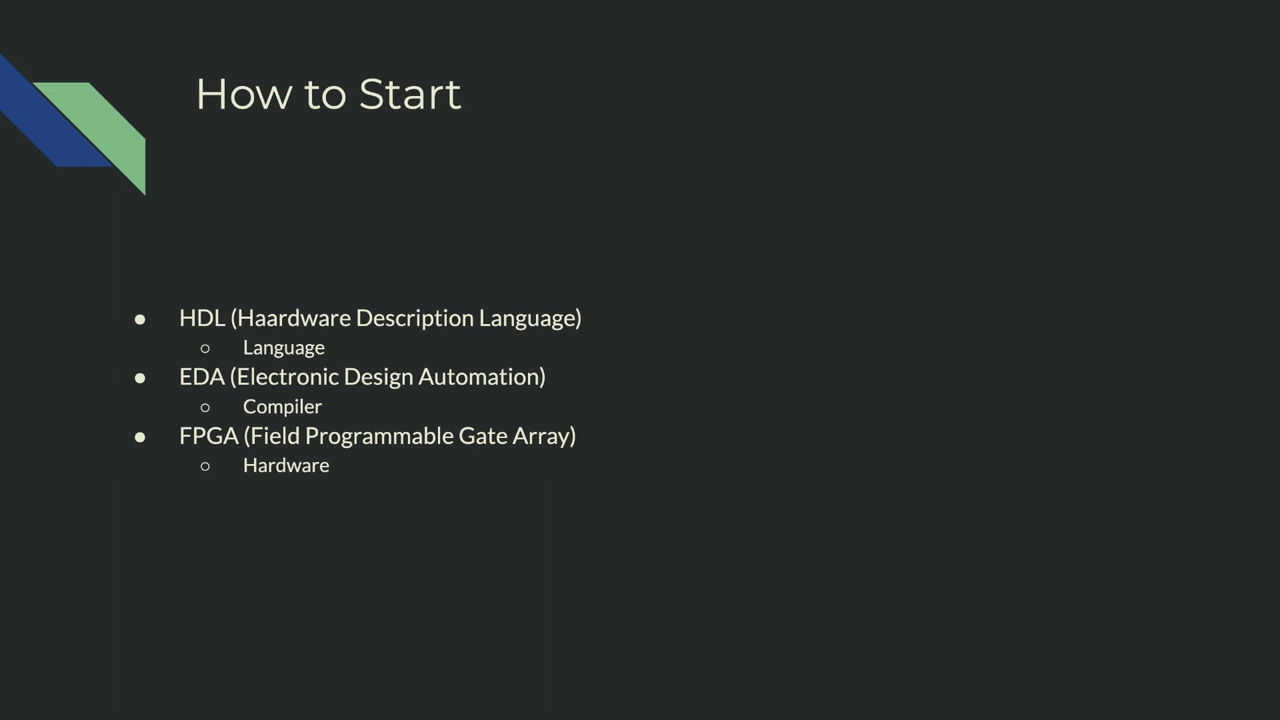 How to Start
● HDL (Haardware Description Language)
○ Language
● EDA (Electronic Design Automation)
○ Compiler
● FPGA (Field Programmable Gate Array)
○ Hardware